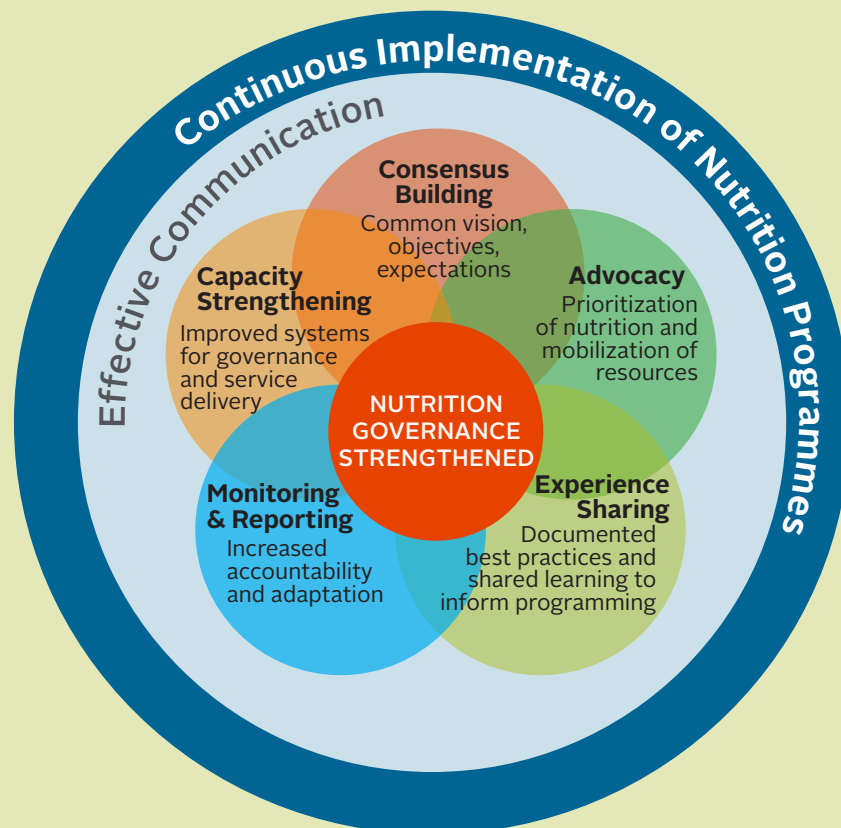 Continuous Implementation of Nutrition Programmes
Effective Communication
Consensus
Building
Common vision,
objectives,
expectations
Capacity
Strengthening
Improved systems
for governance
and service
delivery
Advocacy
Prioritization
of nutrition and
mobilization of
resources
NUTRITION
GOVERNANCE
STRENGTHENED
Monitoring
& Reporting
Increased
accountability
and adaptation
Experience
Sharing
Documented
best practices and
shared learning to
inform programming